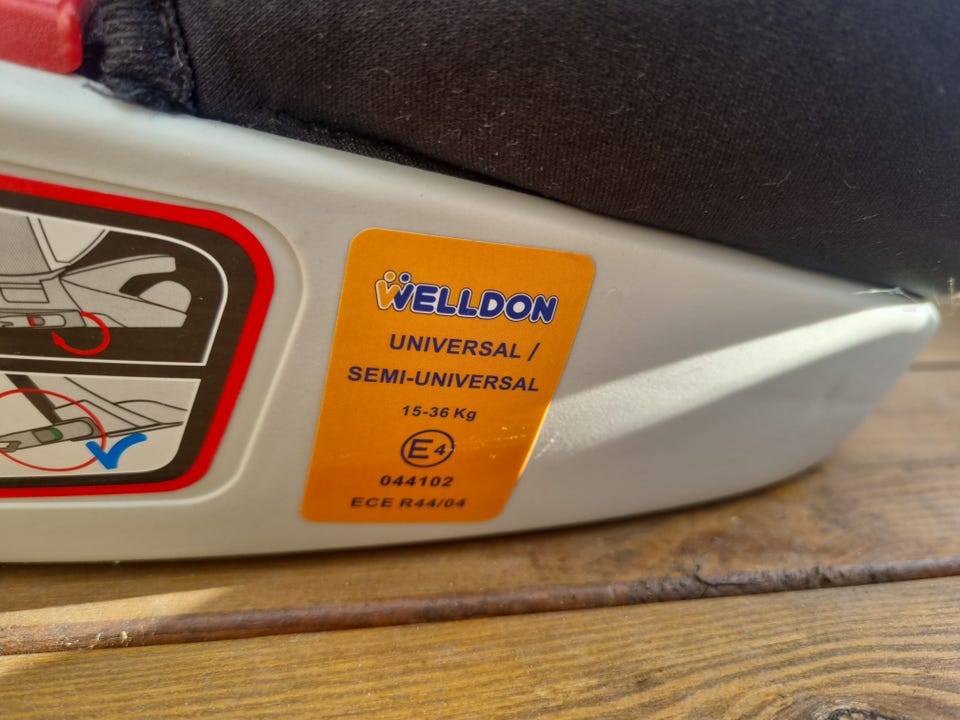 WELLDON
UNIVERSAL /
SEMI-UNIVERSAL
15-36 Kg
E4
044102
ECE R44/04